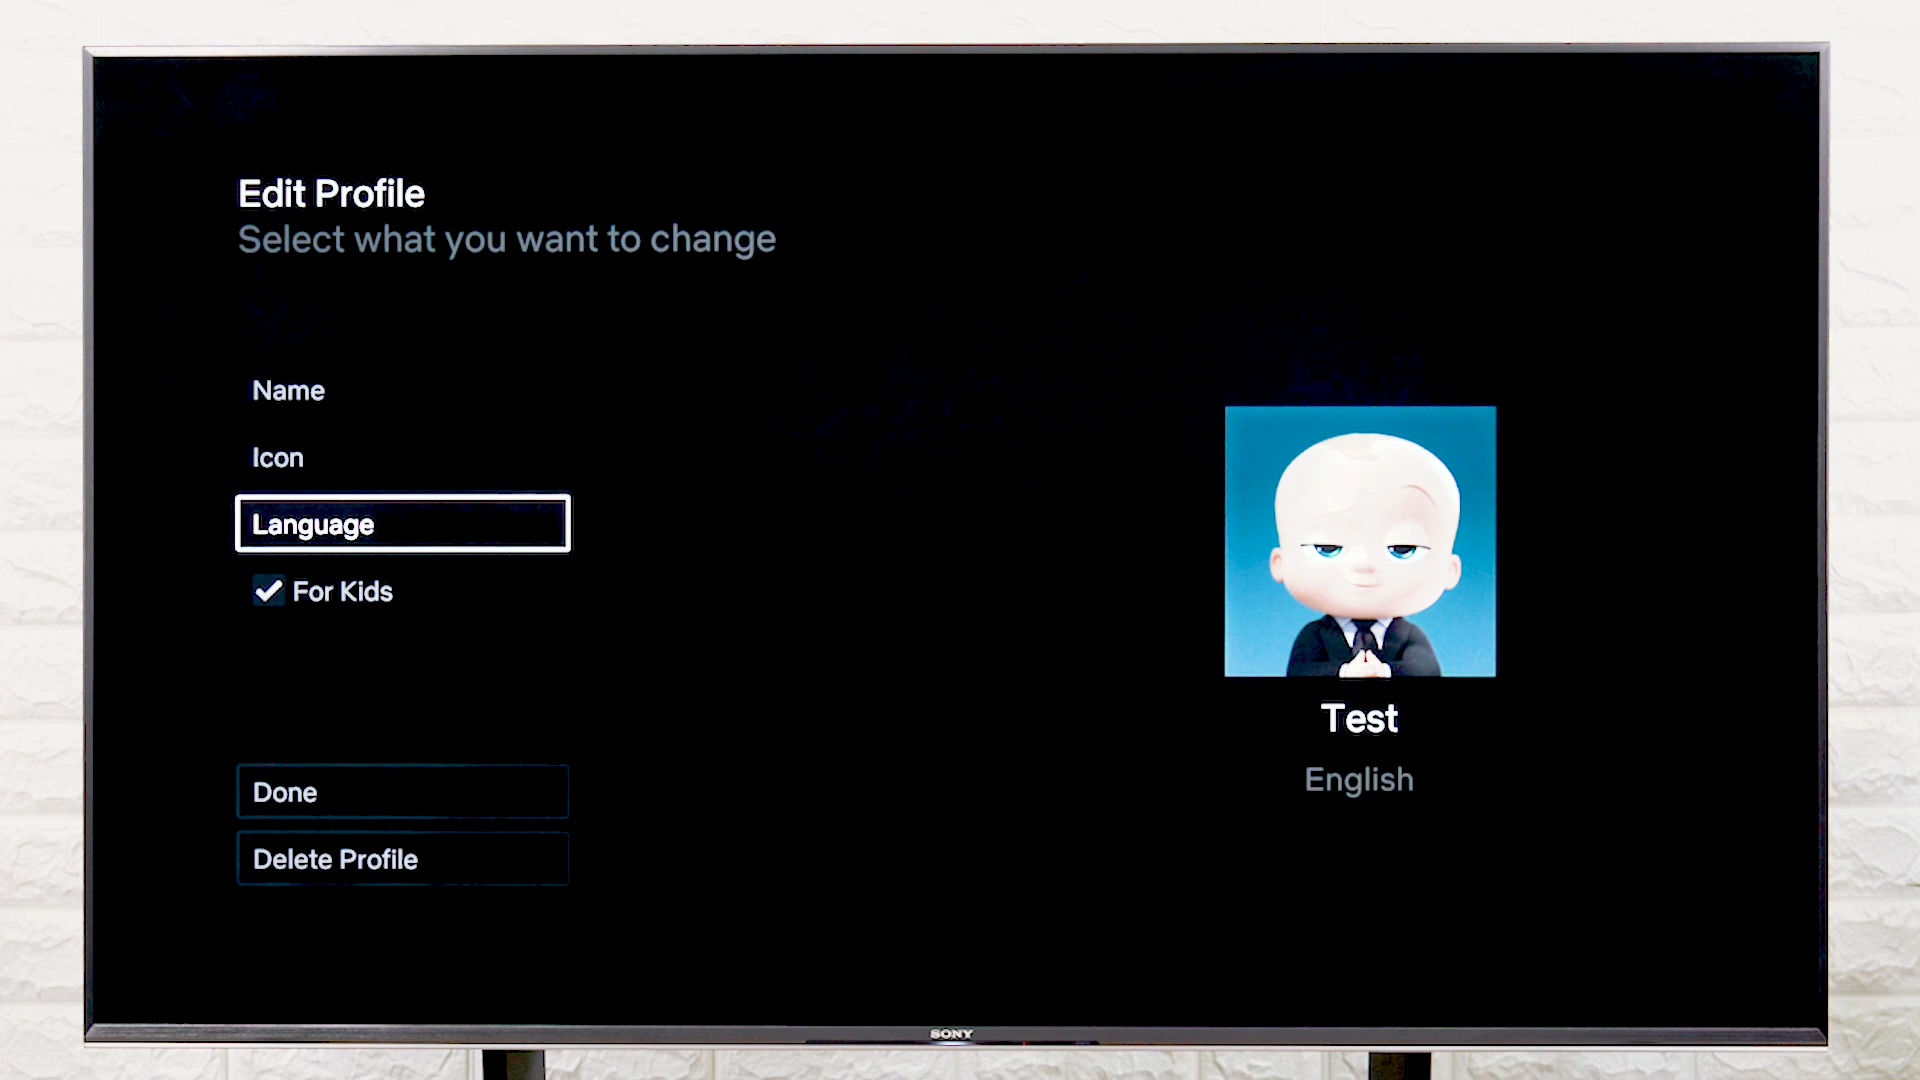 Edit Profile
Select what you want to change
Name
Icon
Language
For Kids
Done
Delete Profile
Test
English
SONY